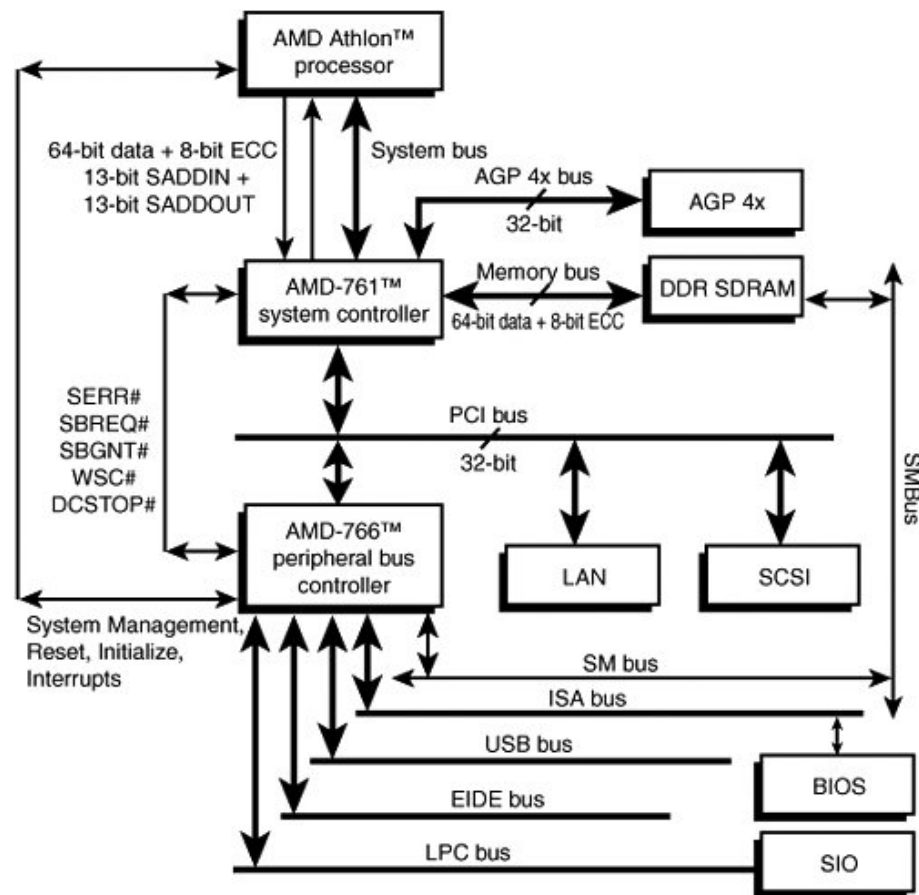 AMD Athlon™
processor
64-bit data + 8-bit ECC
13-bit SADDIN +
13-bit SADDOUT
System bus
AGP 4x bus
32-bit
AGP 4x
AMD-761™
system controller
Memory bus
64-bit data + 8-bit ECC
DDR SDRAM
SERR#
SBREQ#
SBGNT#
WSC#
DCSTOP#
PCI bus
32-bit
SMBus
AMD-766™
peripheral bus
controller
LAN
SCSI
System Management,
Reset, Initialize,
Interrupts
SM bus
ISA bus
USB bus
BIOS
EIDE bus
LPC bus
SIO